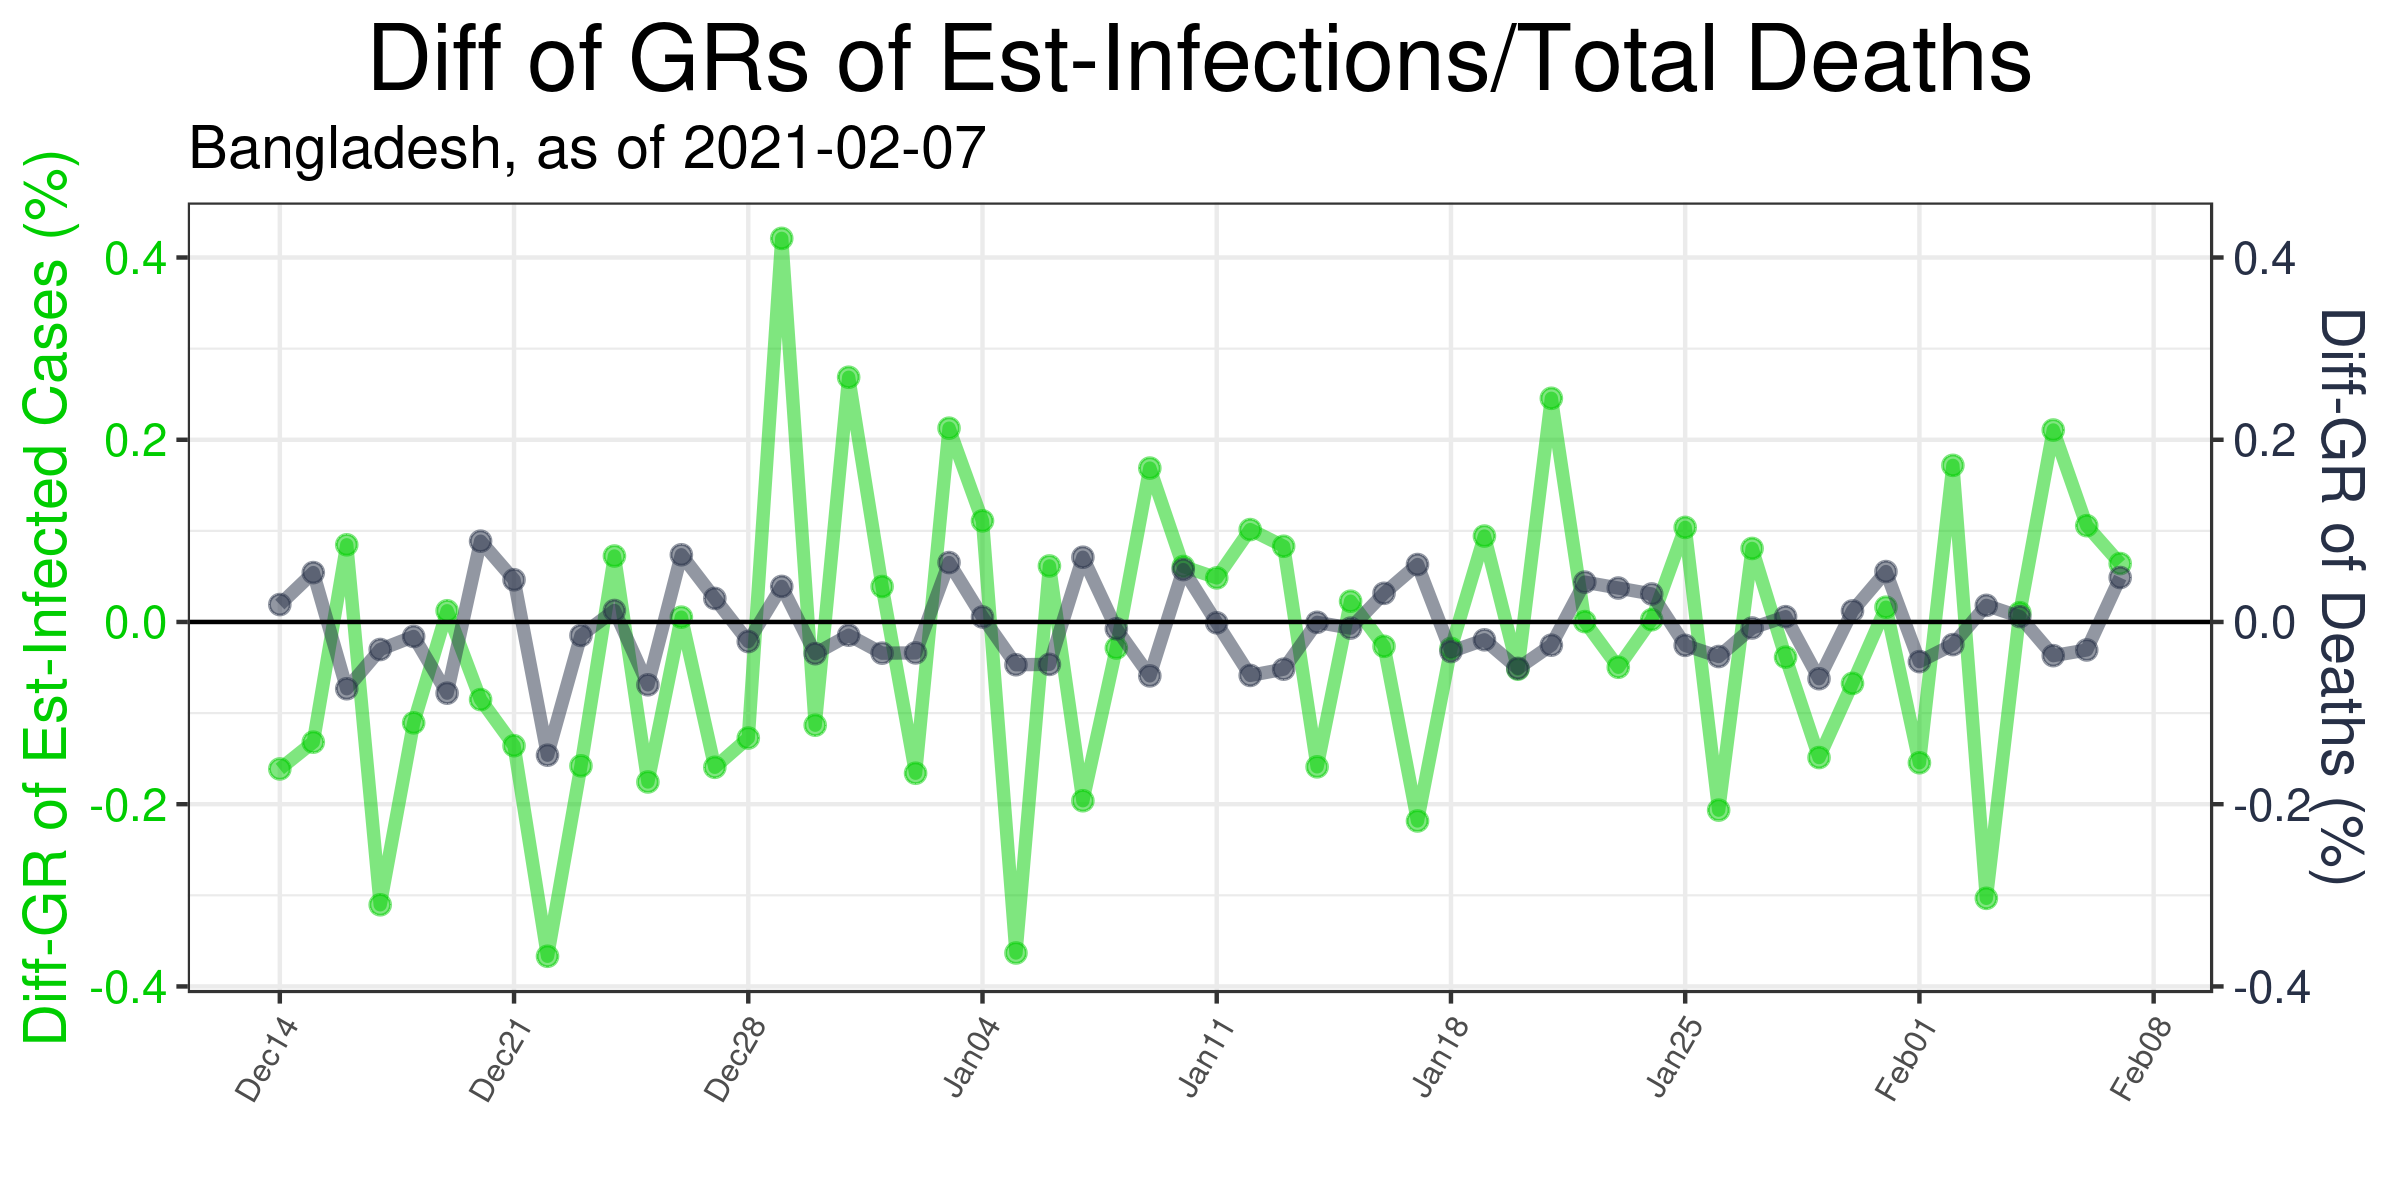 Diff of GRs of Est-Infections/Total Deaths
Bangladesh, as of 2021-02-07
Diff-GR of Est-Infected Cases (%)
0.4
0.2
0.0
-0.2
-0.4
0.4
0.2
0.0
-0.2
-0.4
Diff-GR of Deaths (%)
Dec14
Dec21
Dec28
Jan04
Jan11
Jan18
Jan25
Feb01
Feb08